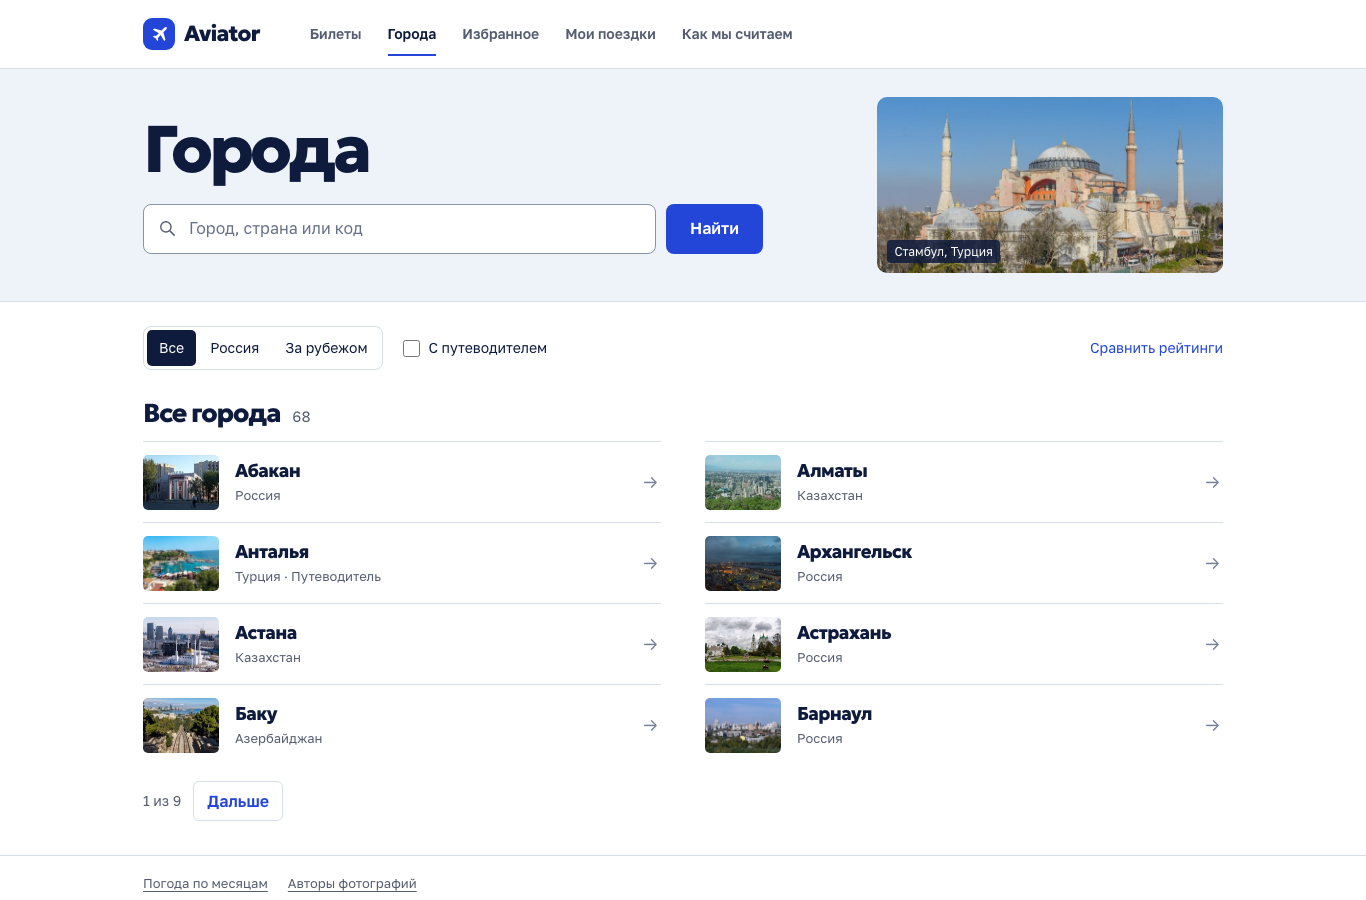 Aviator
Билеты
Города
Избранное
Мои поездки
Как мы считаем
Города
Город, страна или код
Найти
Стамбул, Турция
Все
Россия
За рубежом
С путеводителем
Сравнить рейтинги
Все города 68
Абакан
Россия
Алматы
Казахстан
Анталья
Турция · Путеводитель
Архангельск
Россия
Астана
Казахстан
Астрахань
Россия
Баку
Азербайджан
Барнаул
Россия
1 из 9
Дальше
Погода по месяцам
Авторы фотографий